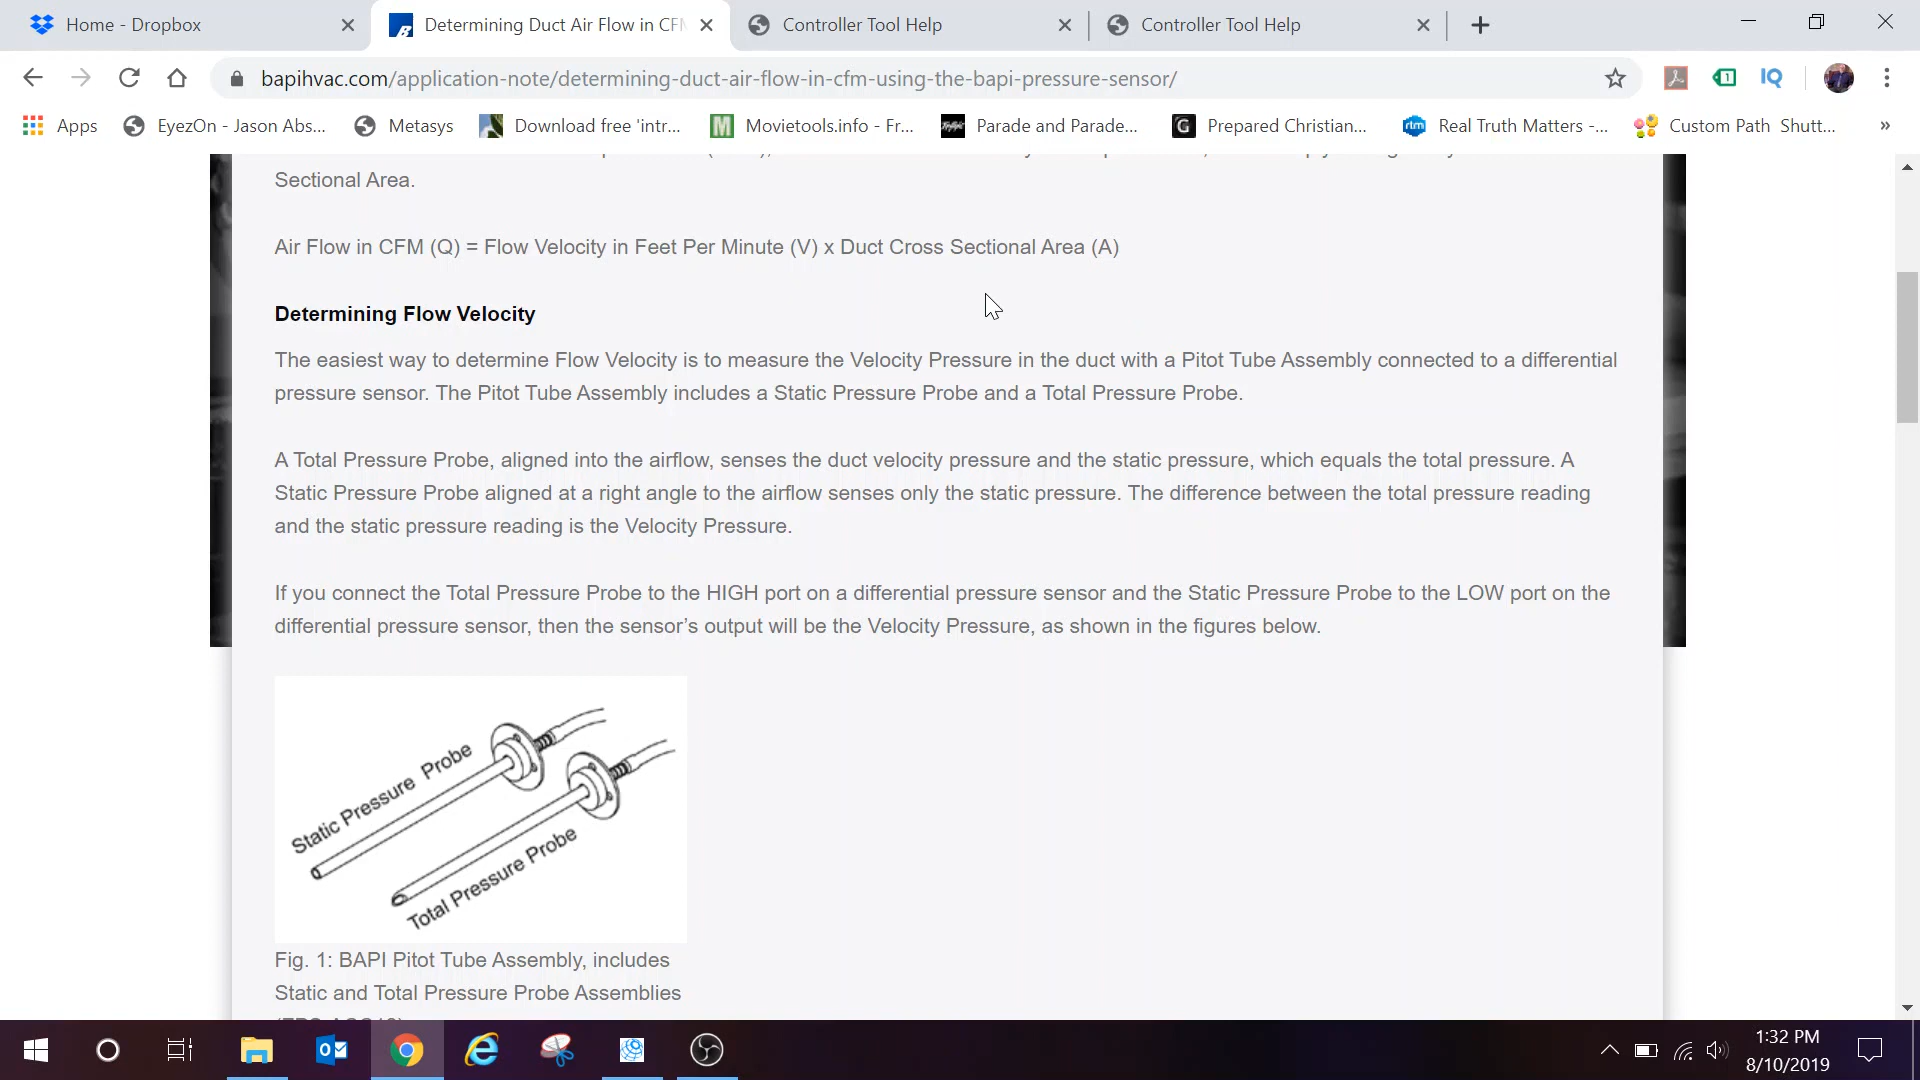 Home - Dropbox
Determining Duct Air Flow in CFM
Controller Tool Help
Controller Tool Help
bapihvac.com/application-note/determining-duct-air-flow-in-cfm-using-the-bapi-pressure-sensor/
1
IQ
Apps
EyezOn - Jason Abs...
Metasys
Download free 'intr...
M
Movietools.info - Fr...
Parade and Parade...
G
Prepared Christian...
rtm
Real Truth Matters -...
Custom Path Shutt...
»
Sectional Area.
Air Flow in CFM (Q) = Flow Velocity in Feet Per Minute (V) x Duct Cross Sectional Area (A)
Determining Flow Velocity
The easiest way to determine Flow Velocity is to measure the Velocity Pressure in the duct with a Pitot Tube Assembly connected to a differential
pressure sensor. The Pitot Tube Assembly includes a Static Pressure Probe and a Total Pressure Probe.
A Total Pressure Probe, aligned into the airflow, senses the duct velocity pressure and the static pressure, which equals the total pressure. A
Static Pressure Probe aligned at a right angle to the airflow senses only the static pressure. The difference between the total pressure reading
and the static pressure reading is the Velocity Pressure.
If you connect the Total Pressure Probe to the HIGH port on a differential pressure sensor and the Static Pressure Probe to the LOW port on the
differential pressure sensor, then the sensor’s output will be the Velocity Pressure, as shown in the figures below.
Static Pressure Probe
Total Pressure Probe
Fig. 1: BAPI Pitot Tube Assembly, includes
Static and Total Pressure Probe Assemblies
1:32 PM
8/10/2019